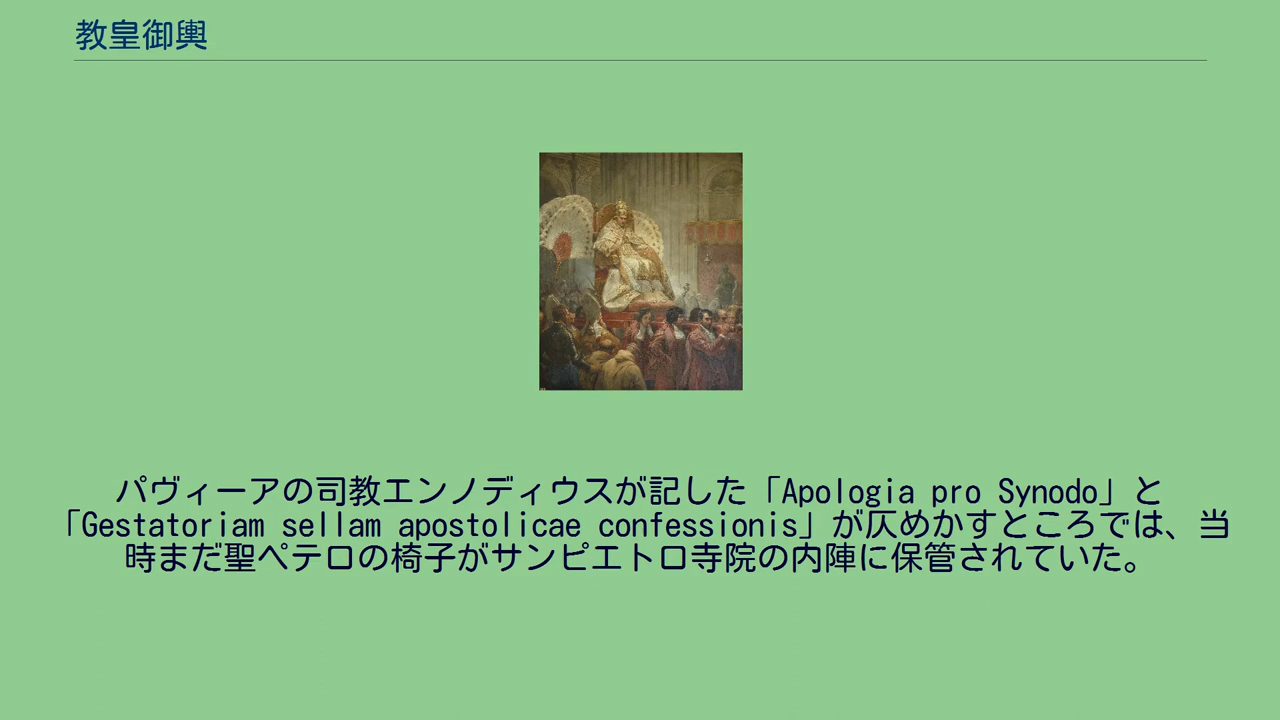 教皇御輿
パヴィーアの司教エンノディウスが記した「Apologia pro Synodo」と
「Gestatoriam sellam apostolicae confessionis」が仄めかすところでは、当
時まだ聖ペテロの椅子がサンピエトロ寺院の内陣に保管されていた。